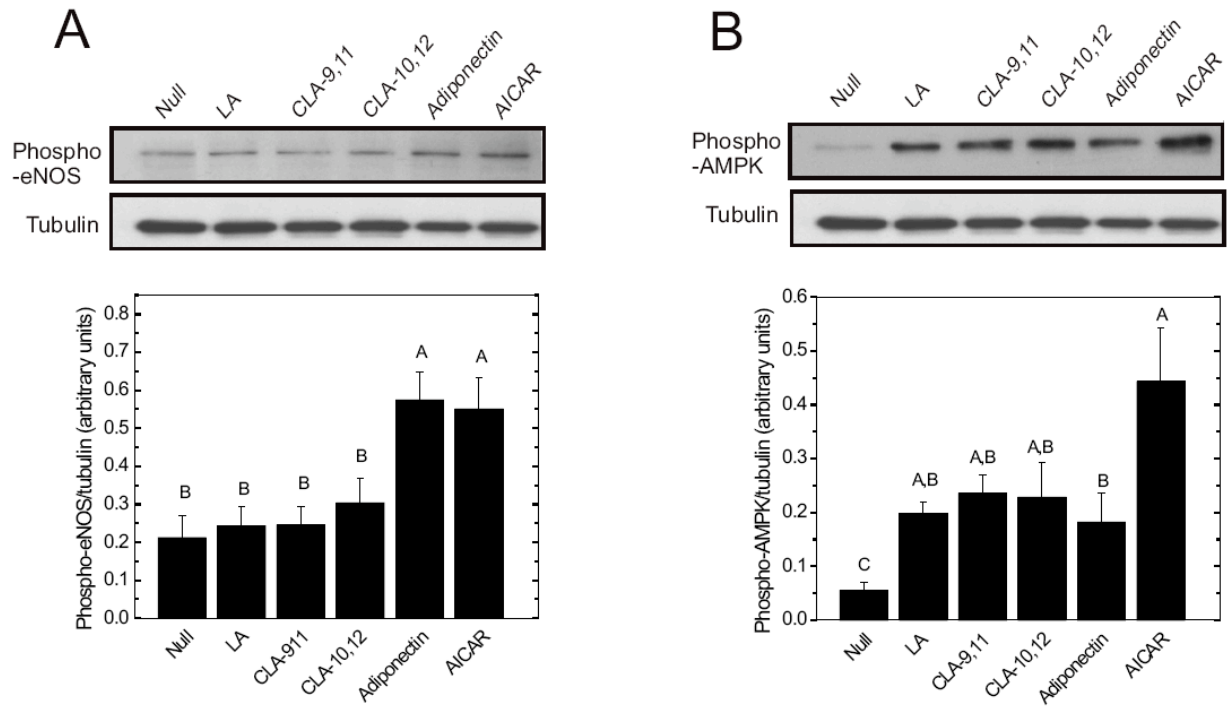 A
Null LA CLA-9,11 CLA-10,12 Adiponectin AICAR
Phospho
-eNOS
Tubulin
Phospho-eNOS/tubulin (arbitrary units)
0.8
0.7
0.6
0.5
0.4
0.3
0.2
0.1
0.0
B B B B A A
Null LA CLA-911 CLA-10,12 Adiponectin AICAR
B
Null LA CLA-9,11 CLA-10,12 Adiponectin AICAR
Phospho
-AMPK
Tubulin
Phospho-AMPK/tubulin (arbitrary units)
0.6
0.5
0.4
0.3
0.2
0.1
0.0
C A,B A,B A,B B A
Null LA CLA-9,11 CLA-10,12 Adiponectin AICAR